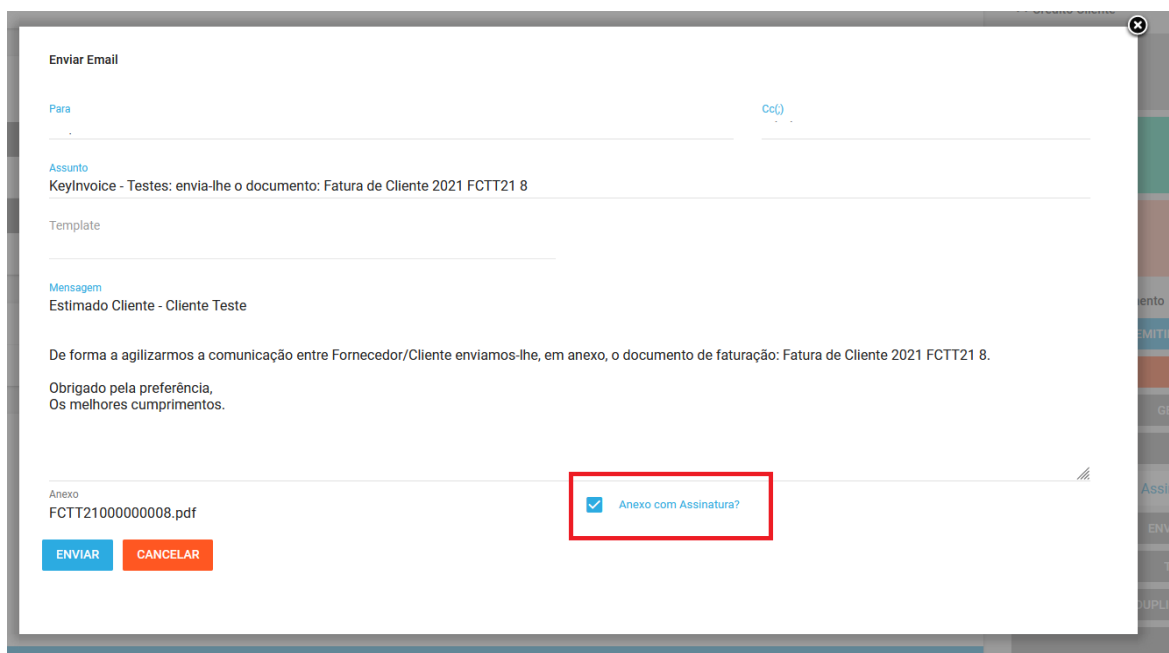 Enviar Email
Para
Cc(;)
Assunto
KeyInvoice - Testes: envia-lhe o documento: Fatura de Cliente 2021 FCTT21 8
Template
Mensagem
Estimado Cliente - Cliente Teste
De forma a agilizarmos a comunicação entre Fornecedor/Cliente enviamos-lhe, em anexo, o documento de faturação: Fatura de Cliente 2021 FCTT21 8.
Obrigado pela preferência,
Os melhores cumprimentos.
Anexo
FCTT21000000008.pdf
Anexo com Assinatura?
ENVIAR
CANCELAR